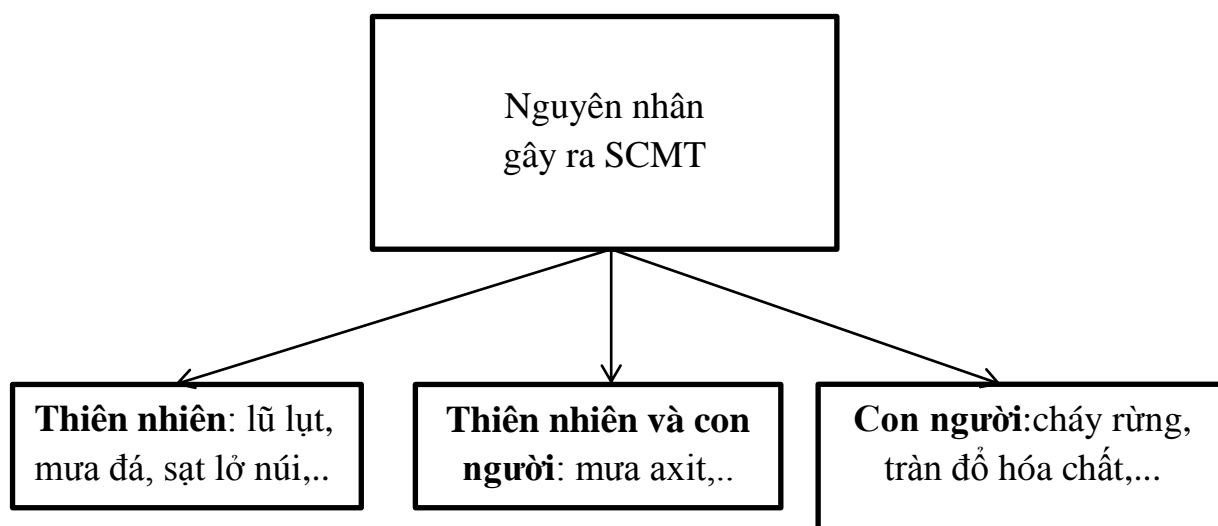 Nguyên nhân
gây ra SCMT
Thiên nhiên: lũ lụt,
mưa đá, sạt lở núi,..
Thiên nhiên và con
người: mưa axit,..
Con người:cháy rừng,
tràn đổ hóa chất,...